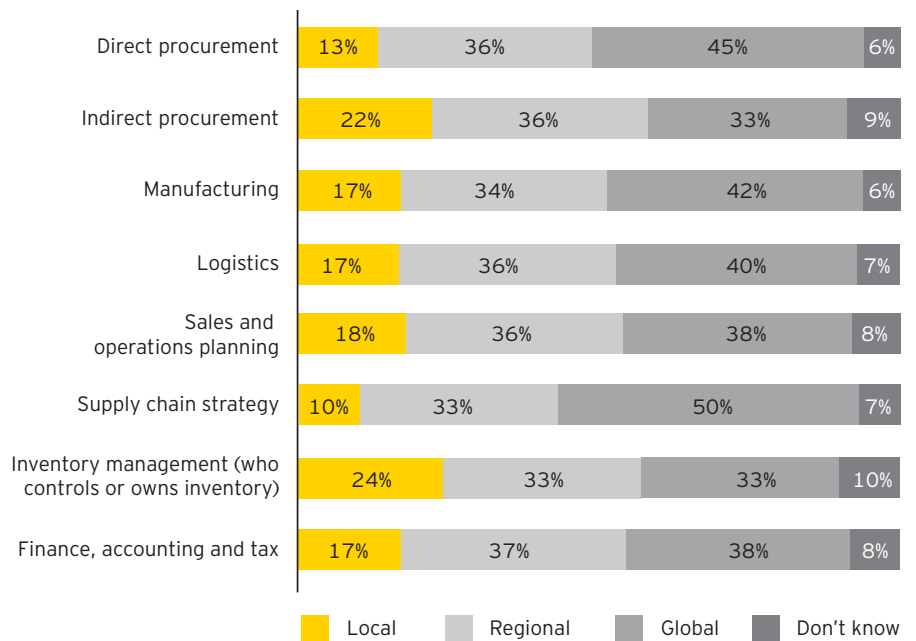 Direct procurement 13% 36% 45% 6%
Indirect procurement 22% 36% 33% 9%
Manufacturing 17% 34% 42% 6%
Logistics 17% 36% 40% 7%
Sales and
operations planning 18% 36% 38% 8%
Supply chain strategy 10% 33% 50% 7%
Inventory management (who
controls or owns inventory) 24% 33% 33% 10%
Finance, accounting and tax 17% 37% 38% 8%
Local Regional Global Don't know